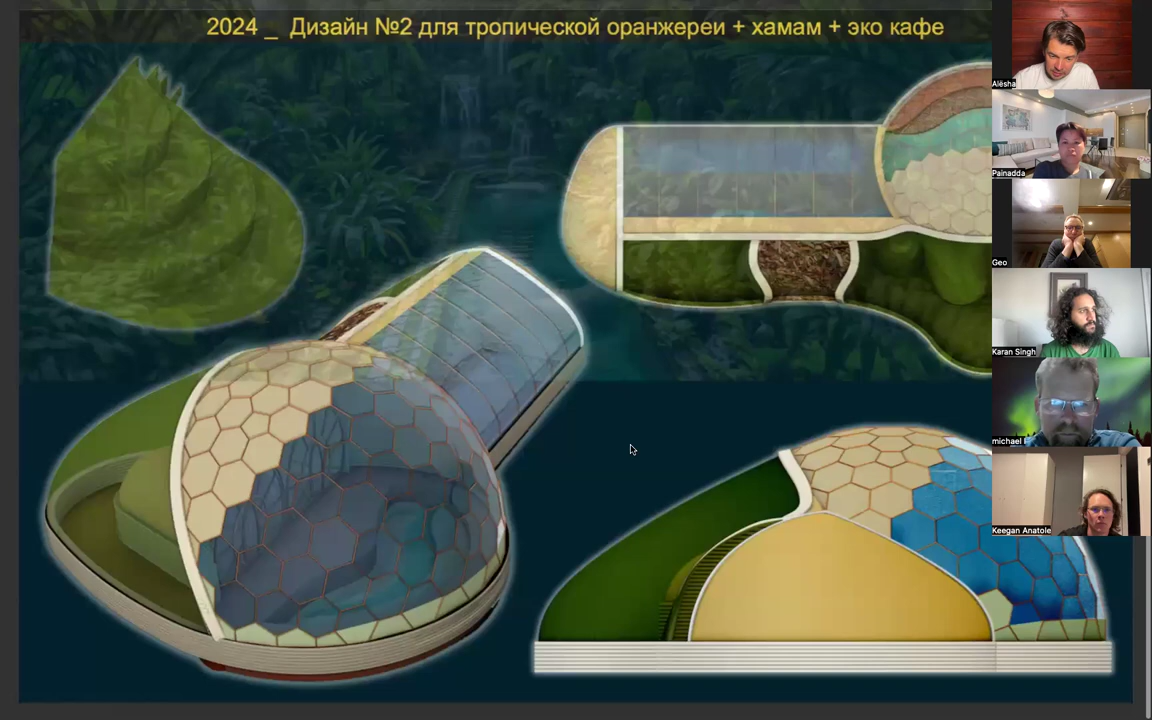 2024 _ Дизайн №2 для тропической оранжереи + хамам + эко кафе
Alësha
Painadda
Geo
Karan Singh
michael
Keegan Anatole